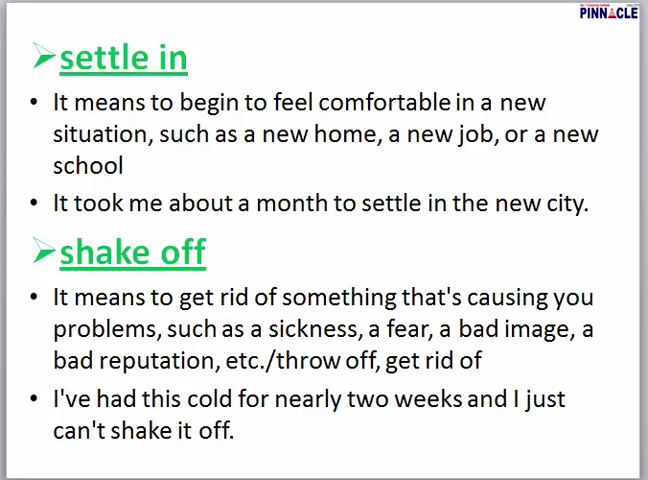 PINNACLE
settle in
It means to begin to feel comfortable in a new
situation, such as a new home, a new job, or a new
school
It took me about a month to settle in the new city.
shake off
It means to get rid of something that's causing you
problems, such as a sickness, a fear, a bad image, a
bad reputation, etc./throw off, get rid of
I've had this cold for nearly two weeks and I just
can't shake it off.